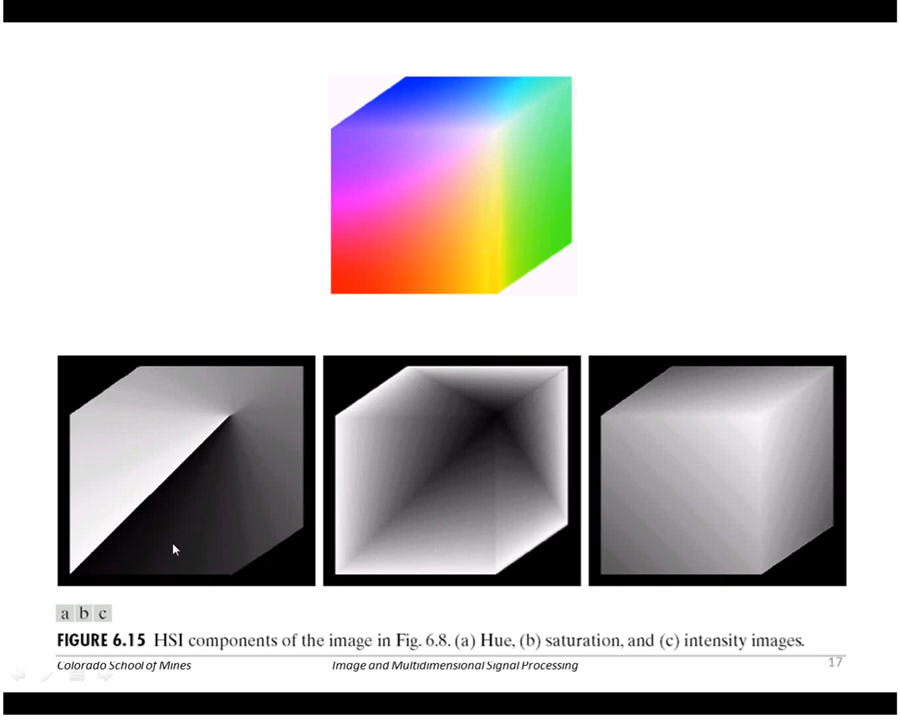 a b c
FIGURE 6.15 HSI components of the image in Fig. 6.8. (a) Hue, (b) saturation, and (c) intensity images.
Colorado School of Mines Image and Multidimensional Signal Processing 17